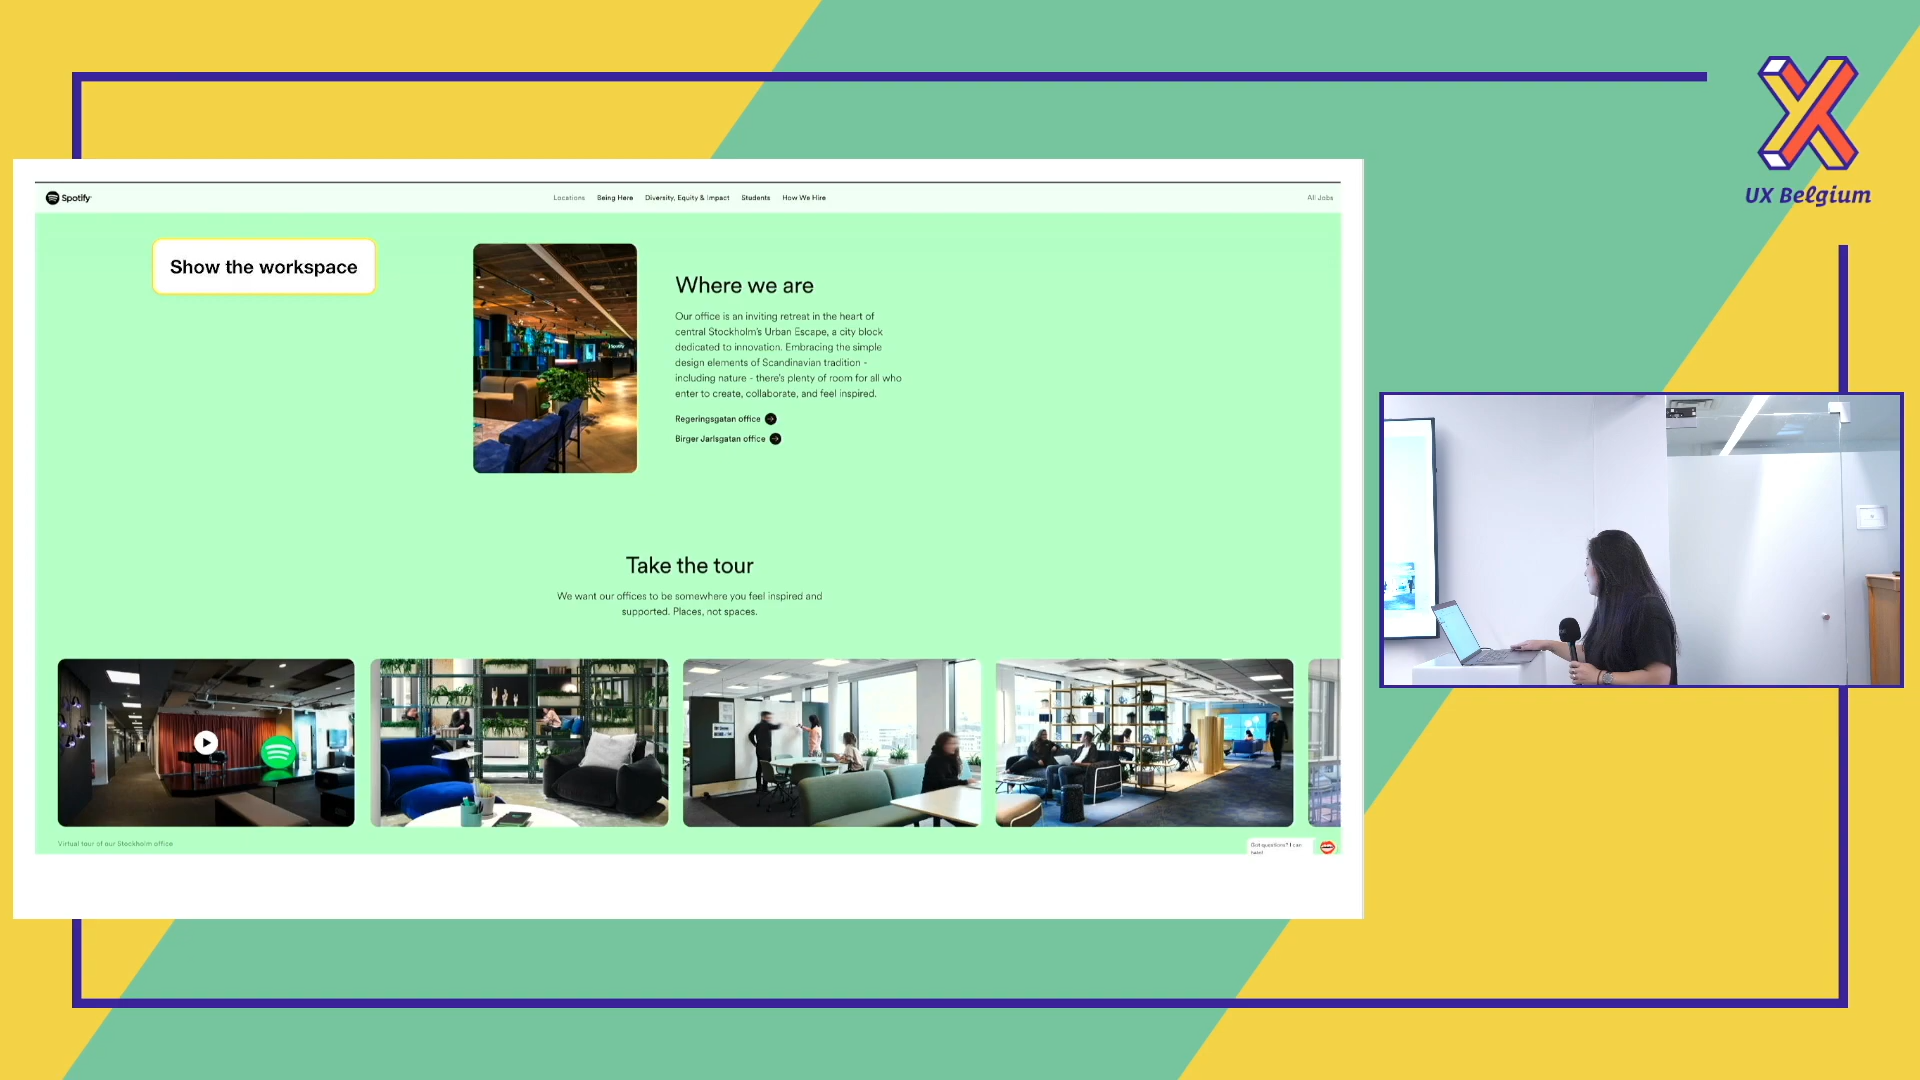 UX Belgium
Spotify
Locations Being Here Diversity, Equity & Impact Students How We Hire All Jobs
Show the workspace
Where we are
Our office is an inviting retreat in the heart of
central Stockholm's Urban Escape, a city block
dedicated to innovation. Embracing the simple
design elements of Scandinavian tradition -
including nature - there's plenty of room for all who
enter to create, collaborate, and feel inspired.
Regeringsgatan office
Birger Jarlsgatan office
Take the tour
We want our offices to be somewhere you feel inspired and
supported. Places, not spaces.
Virtual tour of our Stockholm office
Got questions? I can
help!